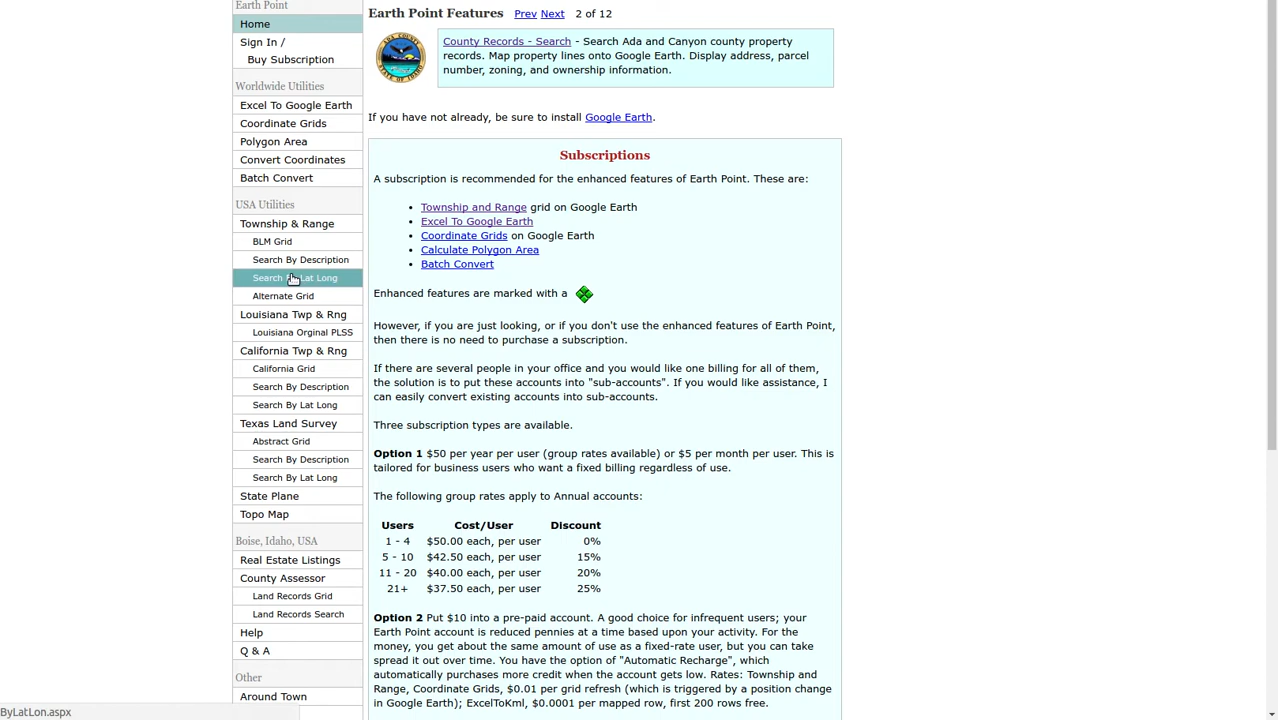 Earth Point
Home
Sign In /
Buy Subscription
Worldwide Utilities
Excel To Google Earth
Coordinate Grids
Polygon Area
Convert Coordinates
Batch Convert
USA Utilities
Township & Range
BLM Grid
Search By Description
Search By Lat Long
Alternate Grid
Louisiana Twp & Rng
Louisiana Orginal PLSS
California Twp & Rng
California Grid
Search By Description
Search By Lat Long
Texas Land Survey
Abstract Grid
Search By Description
Search By Lat Long
State Plane
Topo Map
Boise, Idaho, USA
Real Estate Listings
County Assessor
Land Records Grid
Land Records Search
Help
Q & A
Other
Around Town
ByLatLon.aspx
Earth Point Features Prev Next 2 of 12
County Records - Search - Search Ada and Canyon county property
records. Map property lines onto Google Earth. Display address, parcel
number, zoning, and ownership information.
If you have not already, be sure to install Google Earth.
Subscriptions
A subscription is recommended for the enhanced features of Earth Point. These are:
• Township and Range grid on Google Earth
• Excel To Google Earth
• Coordinate Grids on Google Earth
• Calculate Polygon Area
• Batch Convert
Enhanced features are marked with a
However, if you are just looking, or if you don't use the enhanced features of Earth Point,
then there is no need to purchase a subscription.
If there are several people in your office and you would like one billing for all of them,
the solution is to put these accounts into "sub-accounts". If you would like assistance, I
can easily convert existing accounts into sub-accounts.
Three subscription types are available.
Option 1 $50 per year per user (group rates available) or $5 per month per user. This is
tailored for business users who want a fixed billing regardless of use.
The following group rates apply to Annual accounts:
Users Cost/User Discount
1 - 4 $50.00 each, per user 0%
5 - 10 $42.50 each, per user 15%
11 - 20 $40.00 each, per user 20%
21+ $37.50 each, per user 25%
Option 2 Put $10 into a pre-paid account. A good choice for infrequent users; your
Earth Point account is reduced pennies at a time based upon your activity. For the
money, you get about the same amount of use as a fixed-rate user, but you can take
spread it out over time. You have the option of "Automatic Recharge", which
automatically purchases more credit when the account gets low. Rates: Township and
Range, Coordinate Grids, $0.01 per grid refresh (which is triggered by a position change
in Google Earth); ExcelToKml, $0.0001 per mapped row, first 200 rows free.